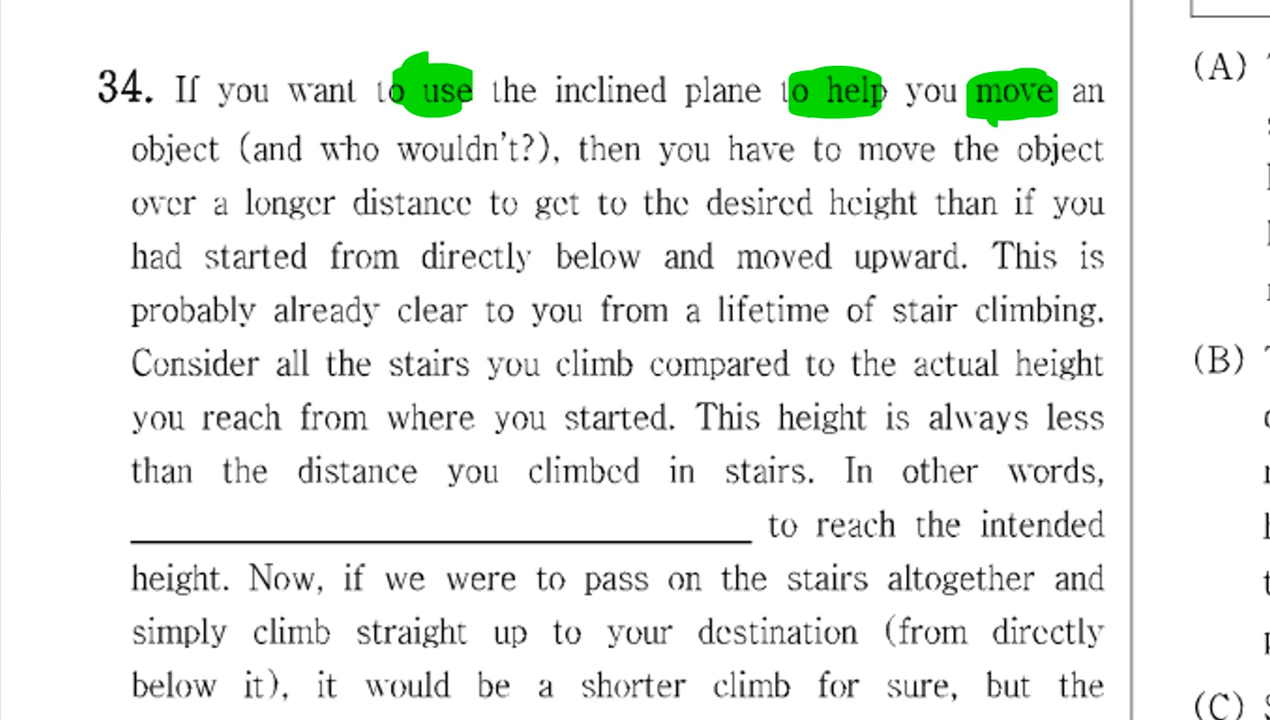 34. If you want to use the inclined plane to help you move an
object (and who wouldn't?), then you have to move the object
over a longer distance to get to the desired height than if you
had started from directly below and moved upward. This is
probably already clear to you from a lifetime of stair climbing.
Consider all the stairs you climb compared to the actual height
you reach from where you started. This height is always less
than the distance you climbed in stairs. In other words,
to reach the intended
height. Now, if we were to pass on the stairs altogether and
simply climb straight up to your destination (from directly
below it), it would be a shorter climb for sure, but the
(A)
(B)
(C)